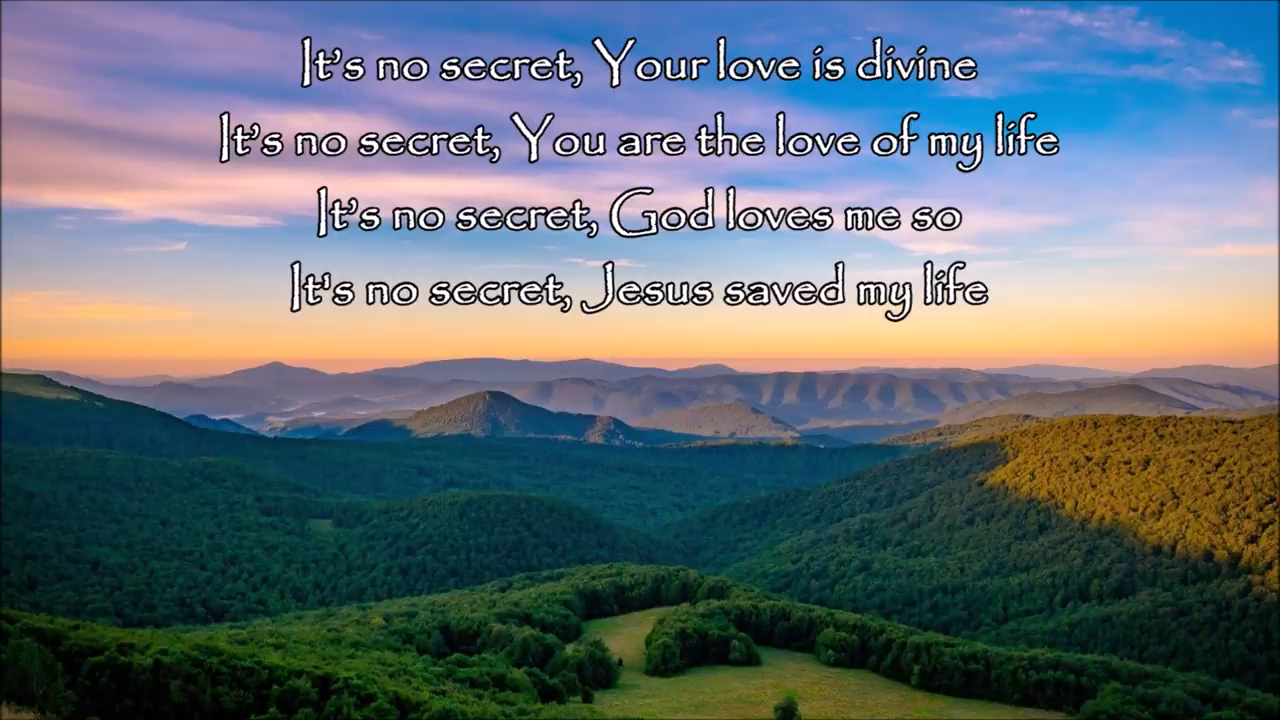 It’s no secret, Your love is divine
It’s no secret, You are the love of my life
It’s no secret, God loves me so
It's no secret, Jesus saved my life